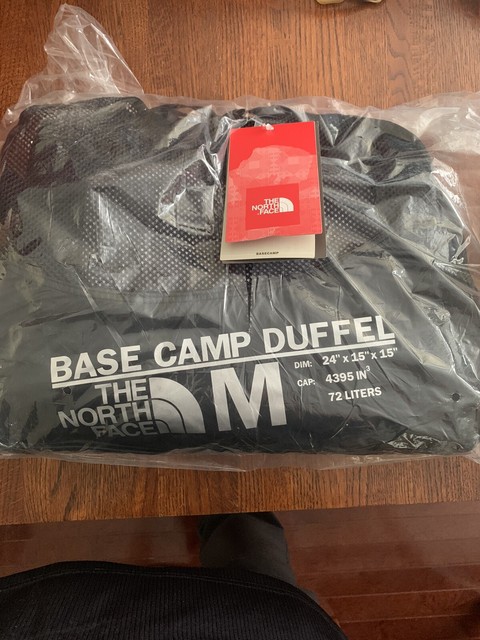 THE
NORTH
FACE
BASECAMP
BASE CAMP DUFFEL
THE
NORTH
FACE
M
DIM: 24" x 15" x 15"
CAP: 4395 IN³
72 LITERS